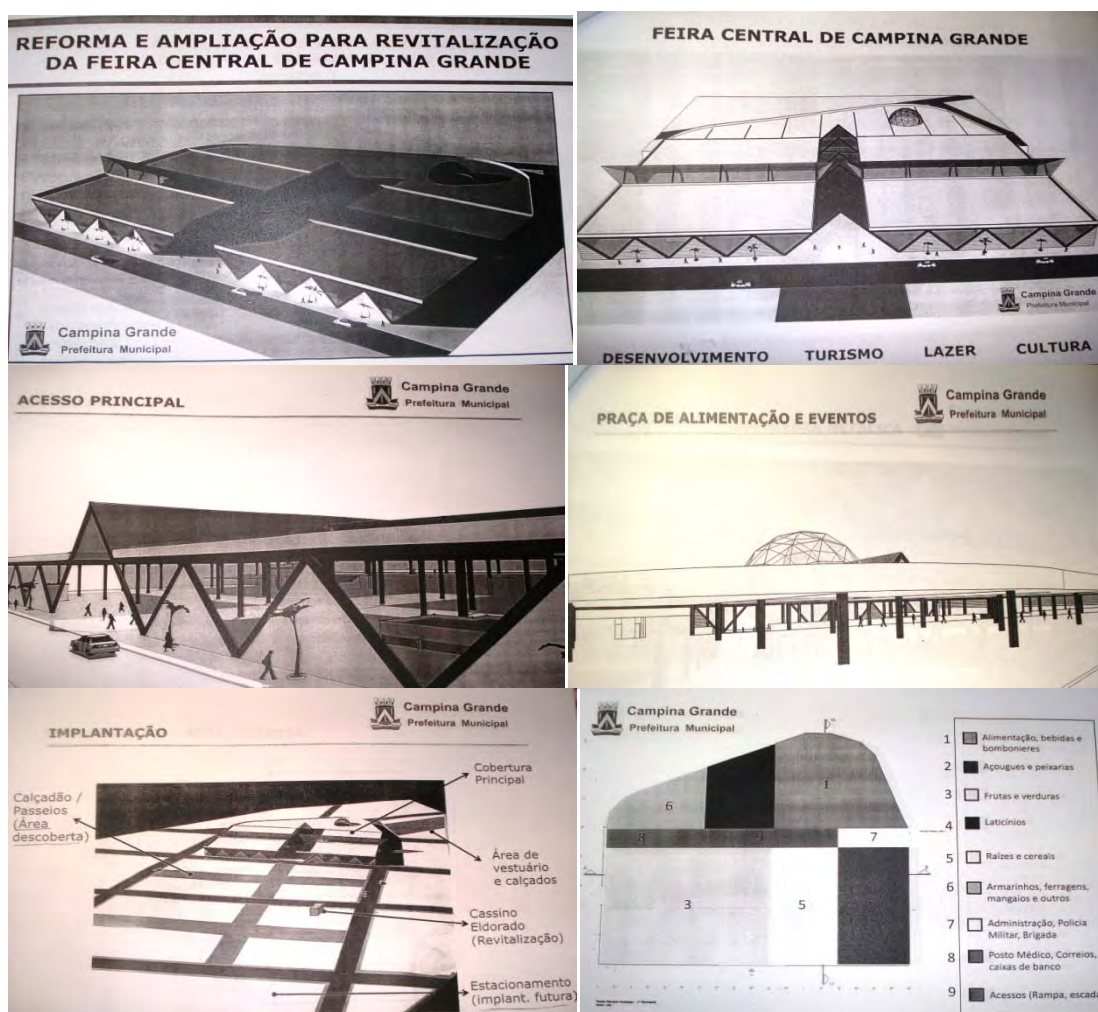 REFORMA E AMPLIAÇÃO PARA REVITALIZAÇÃO
DA FEIRA CENTRAL DE CAMPINA GRANDE
Campina Grande
Prefeitura Municipal
FEIRA CENTRAL DE CAMPINA GRANDE
Campina Grande
Prefeitura Municipal
DESENVOLVIMENTO TURISMO LAZER CULTURA
ACESSO PRINCIPAL
Campina Grande
Prefeitura Municipal
PRAÇA DE ALIMENTAÇÃO E EVENTOS
Campina Grande
Prefeitura Municipal
IMPLANTAÇÃO
Campina Grande
Prefeitura Municipal
Calçadão /
Passeios
(Área
descoberta)
Cobertura
Principal
Área de
vestuário
e calçados
Cassino
Eldorado
(Revitalização)
Estacionamento
(implant. futura)
Campina Grande
Prefeitura Municipal
1
6
8
9
7
3
5
1 Alimentação, bebidas e
bombonieres
2 Açougues e peixarias
3 Frutas e verduras
4 Laticínios
5 Raízes e cereais
6 Armarinhos, ferragens,
mangaios e outros
7 Administração, Policia
Militar, Brigada
8 Posto Médico, Correios,
caixas de banco
9 Acessos (Rampa, escada